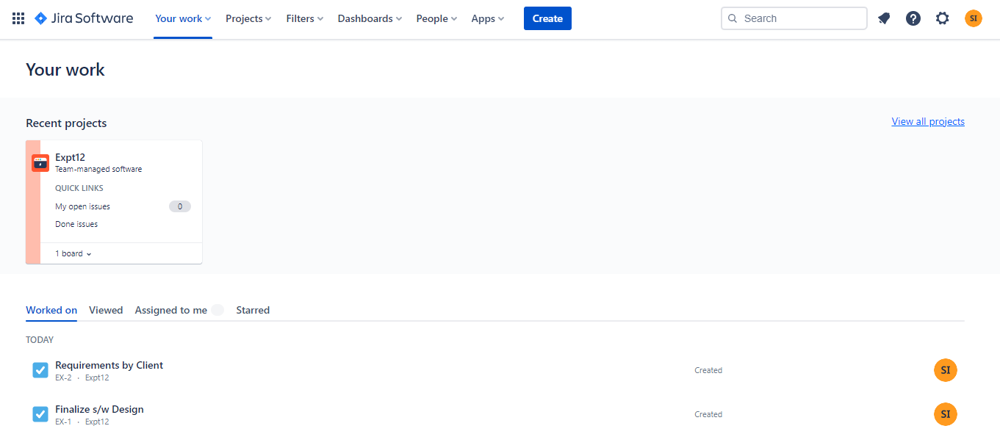 Jira Software Your work Projects Filters Dashboards People Apps Create Search SI
Your work
Recent projects View all projects
Expt12
Team-managed software
QUICK LINKS
My open issues 0
Done issues
1 board
Worked on Viewed Assigned to me Starred
TODAY
Requirements by Client
EX-2 · Expt12 Created SI
Finalize s/w Design
EX-1 · Expt12 Created SI